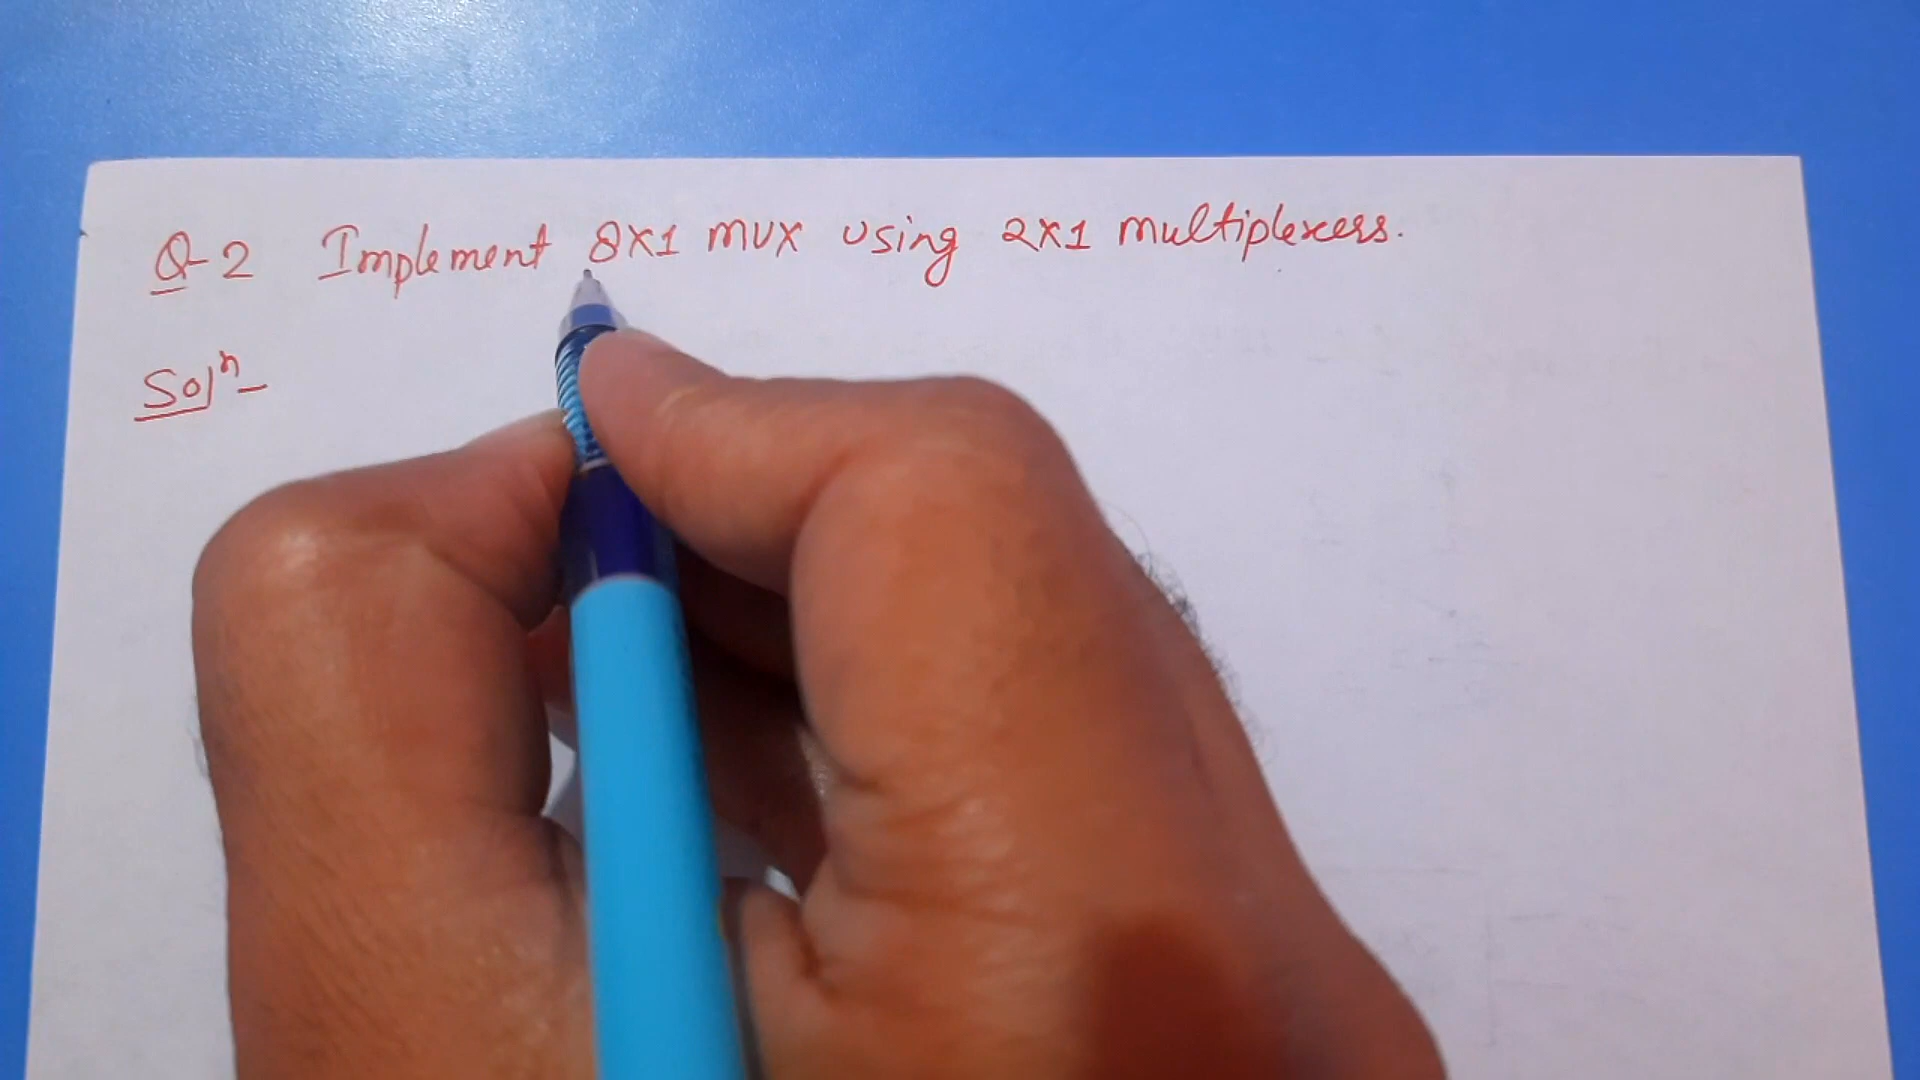 Q-2 Implement 8X1 MUX using 2X1 multiplexers.
Solⁿ-